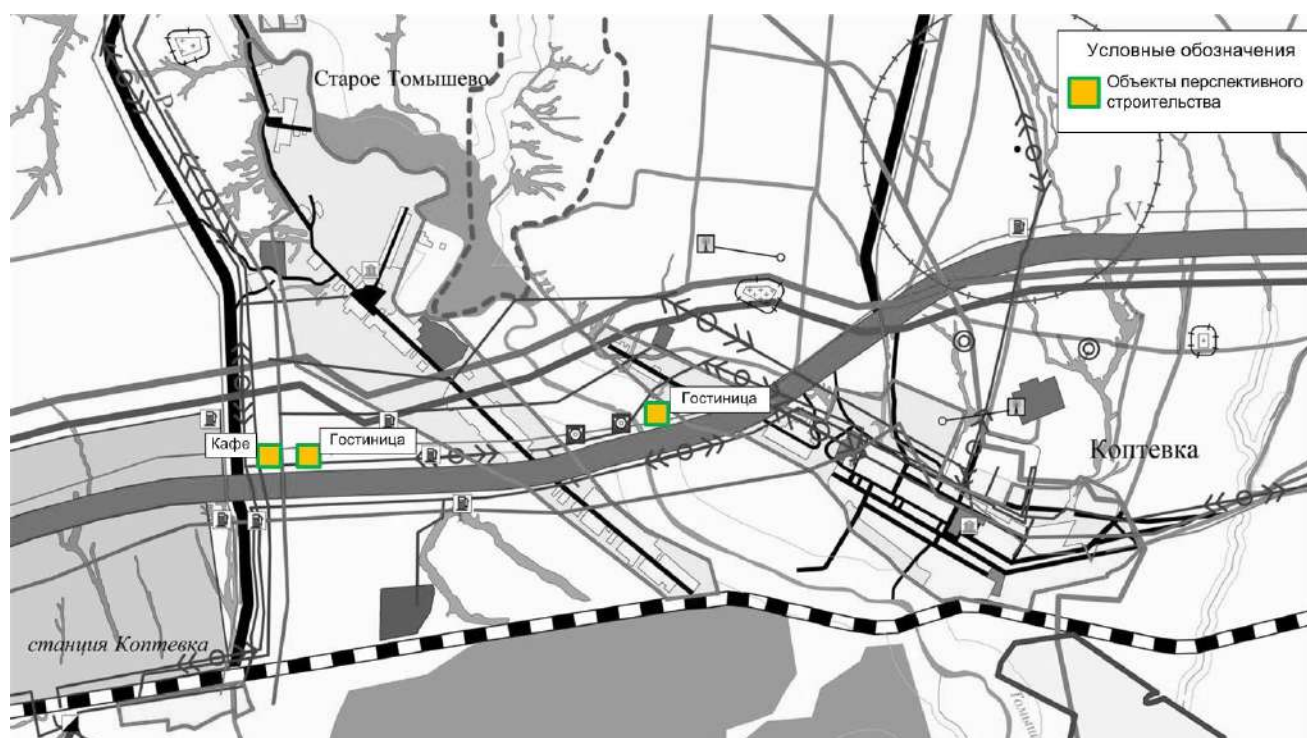 Условные обозначения
Объекты перспективного
строительства
Старое Томышево
Гостиница
Кафе
Гостиница
Коптевка
станция Коптевка